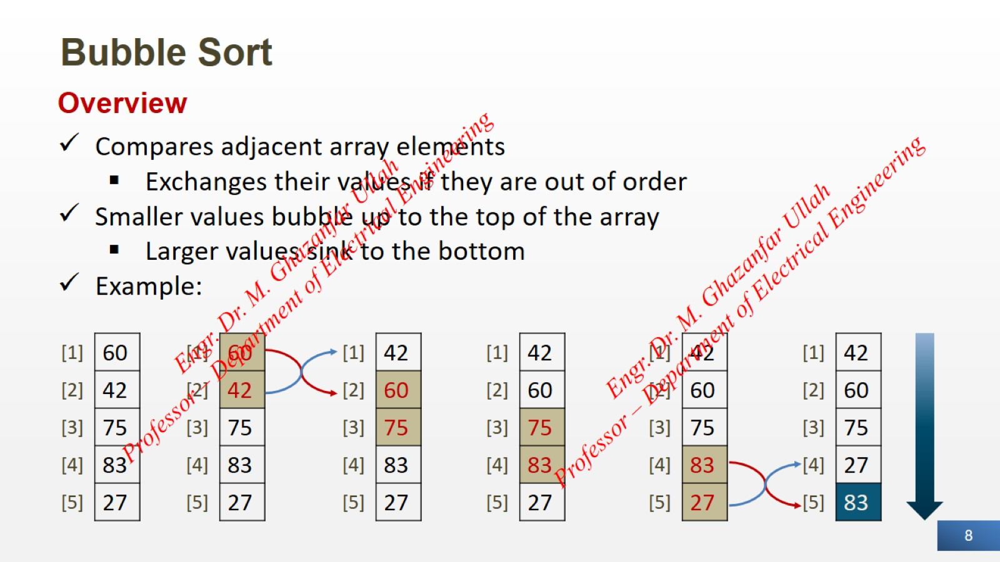 Bubble Sort
Overview
✓ Compares adjacent array elements
▪ Exchanges their values if they are out of order
✓ Smaller values bubble up to the top of the array
▪ Larger values sink to the bottom
✓ Example:
[1] 60 [1] 60 [1] 42 [1] 42 [1] 42 [1] 42
[2] 42 [2] 42 [2] 60 [2] 60 [2] 60 [2] 60
[3] 75 [3] 75 [3] 75 [3] 75 [3] 75 [3] 75
[4] 83 [4] 83 [4] 83 [4] 83 [4] 83 [4] 27
[5] 27 [5] 27 [5] 27 [5] 27 [5] 27 [5] 83
Engr. Dr. M. Ghazanfar Ullah
Professor – Department of Electrical Engineering
Engr. Dr. M. Ghazanfar Ullah
Professor – Department of Electrical Engineering
8